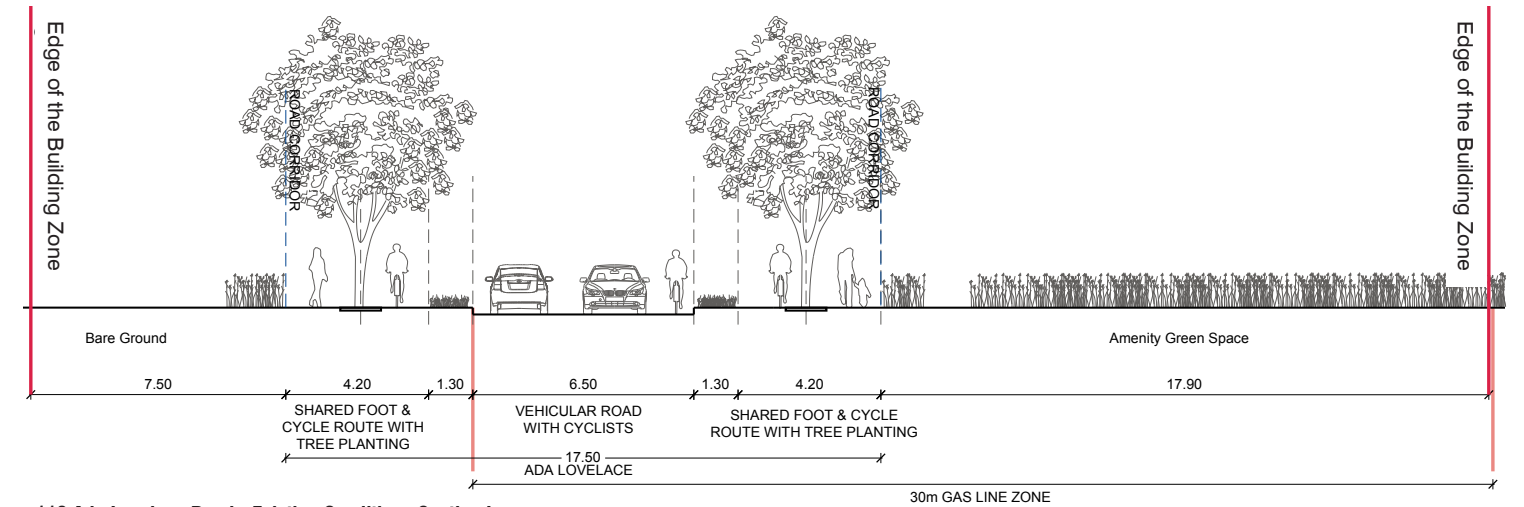 Edge of the Building Zone
ROAD CORRIDOR
ROAD CORRIDOR
Edge of the Building Zone
Bare Ground
Amenity Green Space
7.50
4.20
1.30
6.50
1.30
4.20
17.90
SHARED FOOT &
CYCLE ROUTE WITH
TREE PLANTING
VEHICULAR ROAD
WITH CYCLISTS
SHARED FOOT & CYCLE
ROUTE WITH TREE PLANTING
17.50
ADA LOVELACE
30m GAS LINE ZONE